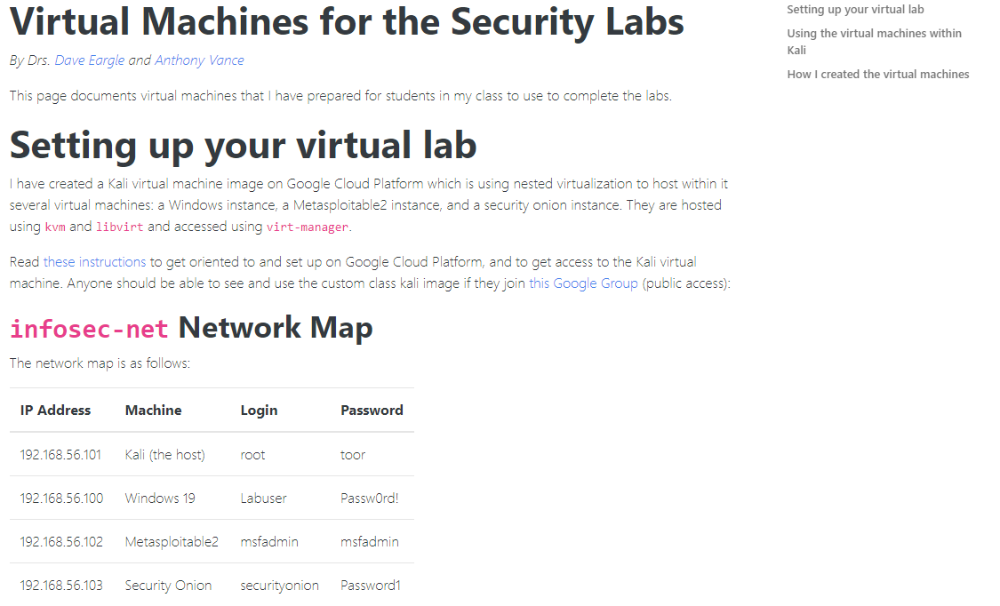 Virtual Machines for the Security Labs
By Drs. Dave Eargle and Anthony Vance
This page documents virtual machines that I have prepared for students in my class to use to complete the labs.
Setting up your virtual lab
I have created a Kali virtual machine image on Google Cloud Platform which is using nested virtualization to host within it
several virtual machines: a Windows instance, a Metasploitable2 instance, and a security onion instance. They are hosted
using kvm and libvirt and accessed using virt-manager.
Read these instructions to get oriented to and set up on Google Cloud Platform, and to get access to the Kali virtual
machine. Anyone should be able to see and use the custom class kali image if they join this Google Group (public access):
infosec-net Network Map
The network map is as follows:
IP Address Machine Login Password
192.168.56.101 Kali (the host) root toor
192.168.56.100 Windows 19 Labuser Passw0rd!
192.168.56.102 Metasploitable2 msfadmin msfadmin
192.168.56.103 Security Onion securityonion Password1
Setting up your virtual lab
Using the virtual machines within
Kali
How I created the virtual machines